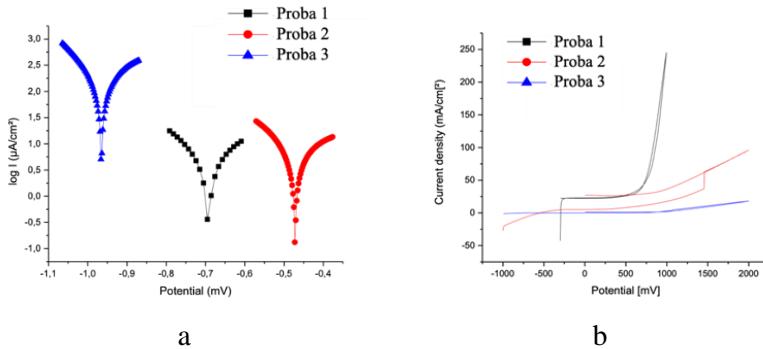 Proba 1
Proba 2
Proba 3
log I (µA/cm²)
3,0
2,5
2,0
1,5
1,0
0,5
0,0
-0,5
-1,0
-1,1
-1,0
-0,9
-0,8
-0,7
-0,6
-0,5
-0,4
Potential (mV)
a
Proba 1
Proba 2
Proba 3
Current density (mA/cm[²)
250
200
150
100
50
0
50
-1000
-500
0
500
1000
1500
2000
Potential [mV]
b